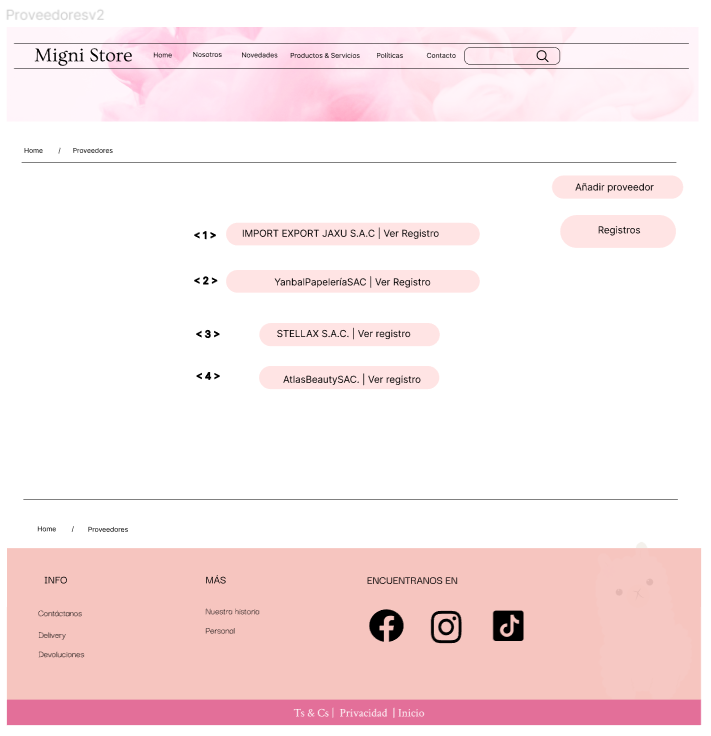 Proveedoresv2
Migni Store Home Nosotros Novedades Productos & Servicios Políticas Contacto
Home / Proveedores
Añadir proveedor
Registros
<1> IMPORT EXPORT JAXU S.A.C | Ver Registro
<2> YanbalPapeleríaSAC | Ver Registro
<3> STELLAX S.A.C. | Ver registro
<4> AtlasBeautySAC. | Ver registro
Home / Proveedores
INFO MÁS ENCUENTRANOS EN
Contáctanos Nuestra historia
Delivery Personal
Devoluciones
Ts & Cs | Privacidad | Inicio